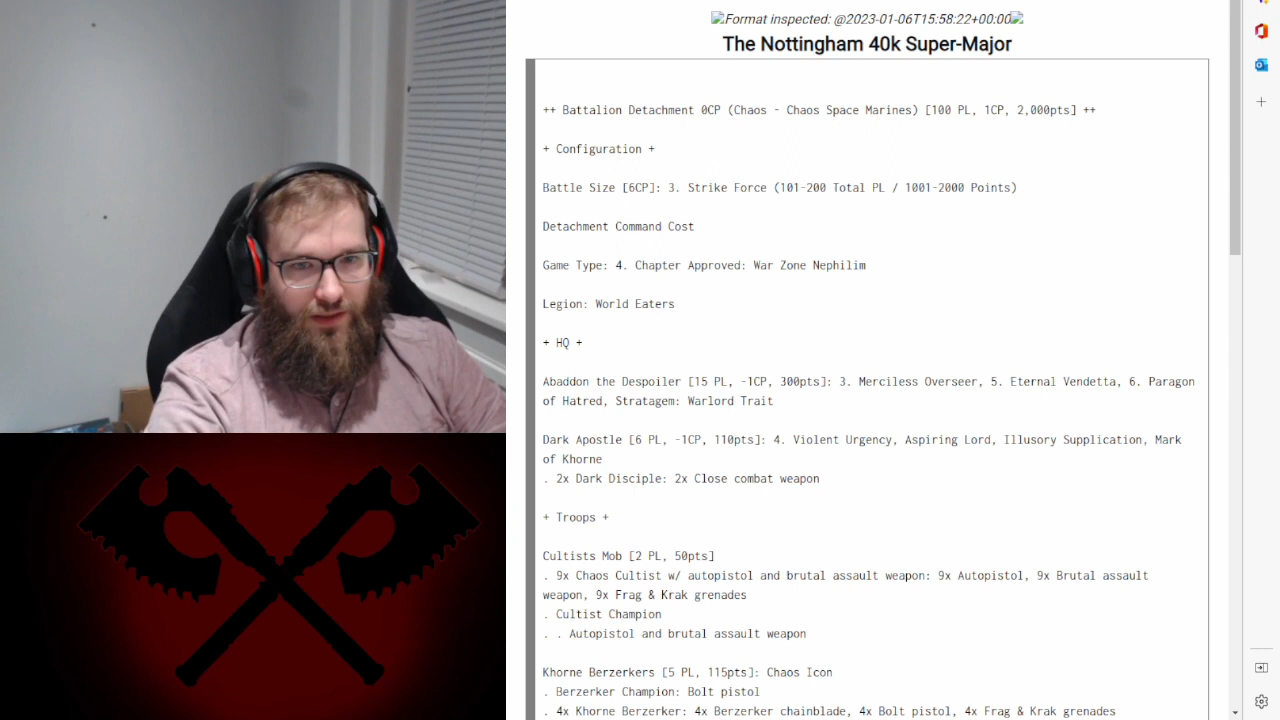 Format inspected: @2023-01-06T15:58:22+00:00
The Nottingham 40k Super-Major
++ Battalion Detachment 0CP (Chaos - Chaos Space Marines) [100 PL, 1CP, 2,000pts] ++
+ Configuration +
Battle Size [6CP]: 3. Strike Force (101-200 Total PL / 1001-2000 Points)
Detachment Command Cost
Game Type: 4. Chapter Approved: War Zone Nephilim
Legion: World Eaters
+ HQ +
Abaddon the Despoiler [15 PL, -1CP, 300pts]: 3. Merciless Overseer, 5. Eternal Vendetta, 6. Paragon
of Hatred, Stratagem: Warlord Trait
Dark Apostle [6 PL, -1CP, 110pts]: 4. Violent Urgency, Aspiring Lord, Illusory Supplication, Mark
of Khorne
. 2x Dark Disciple: 2x Close combat weapon
+ Troops +
Cultists Mob [2 PL, 50pts]
. 9x Chaos Cultist w/ autopistol and brutal assault weapon: 9x Autopistol, 9x Brutal assault
weapon, 9x Frag & Krak grenades
. Cultist Champion
. . Autopistol and brutal assault weapon
Khorne Berzerkers [5 PL, 115pts]: Chaos Icon
. Berzerker Champion: Bolt pistol
. 4x Khorne Berzerker: 4x Berzerker chainblade, 4x Bolt pistol, 4x Frag & Krak grenades